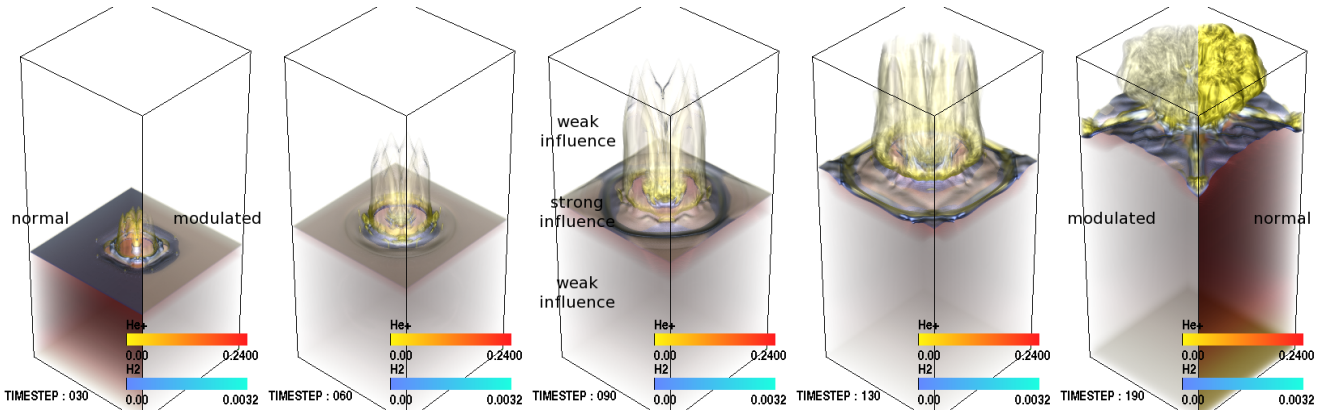 normal
modulated
He+
0.00 0.2400
H2
0.00 0.0032
TIMESTEP : 030
He+
0.00 0.2400
H2
0.00 0.0032
TIMESTEP : 060
weak
influence
strong
influence
weak
influence
He+
0.00 0.2400
H2
0.00 0.0032
TIMESTEP : 090
He+
0.00 0.2400
H2
0.00 0.0032
TIMESTEP : 130
modulated
normal
He+
0.00 0.2400
H2
0.00 0.0032
TIMESTEP : 190